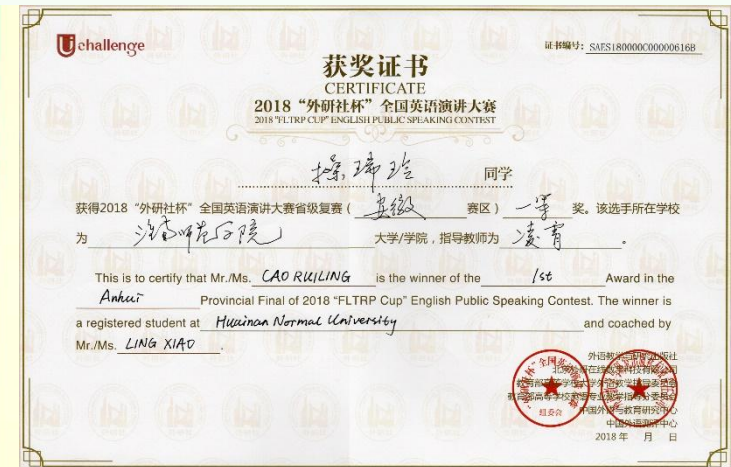 Uchallenge
证书编号：SAES180000C00000616B
获奖证书
CERTIFICATE
2018 “外研社杯” 全国英语演讲大赛
2018 "FLTRP CUP" ENGLISH PUBLIC SPEAKING CONTEST
操瑞玲 同学
获得2018 “外研社杯” 全国英语演讲大赛省级复赛（ 安徽 赛区） 一等 奖。该选手所在学校
为 淮南师范学院 大学/学院，指导教师为 凌霄 。
This is to certify that Mr./Ms. CAO RUILING is the winner of the 1st Award in the
Anhui Provincial Final of 2018 "FLTRP Cup" English Public Speaking Contest. The winner is
a registered student at Huainan Normal University and coached by
Mr./Ms. LING XIAO .
外语教学与研究出版社
中国外语与教育研究中心
中国外语测评中心
组委会
2018 年 月 日